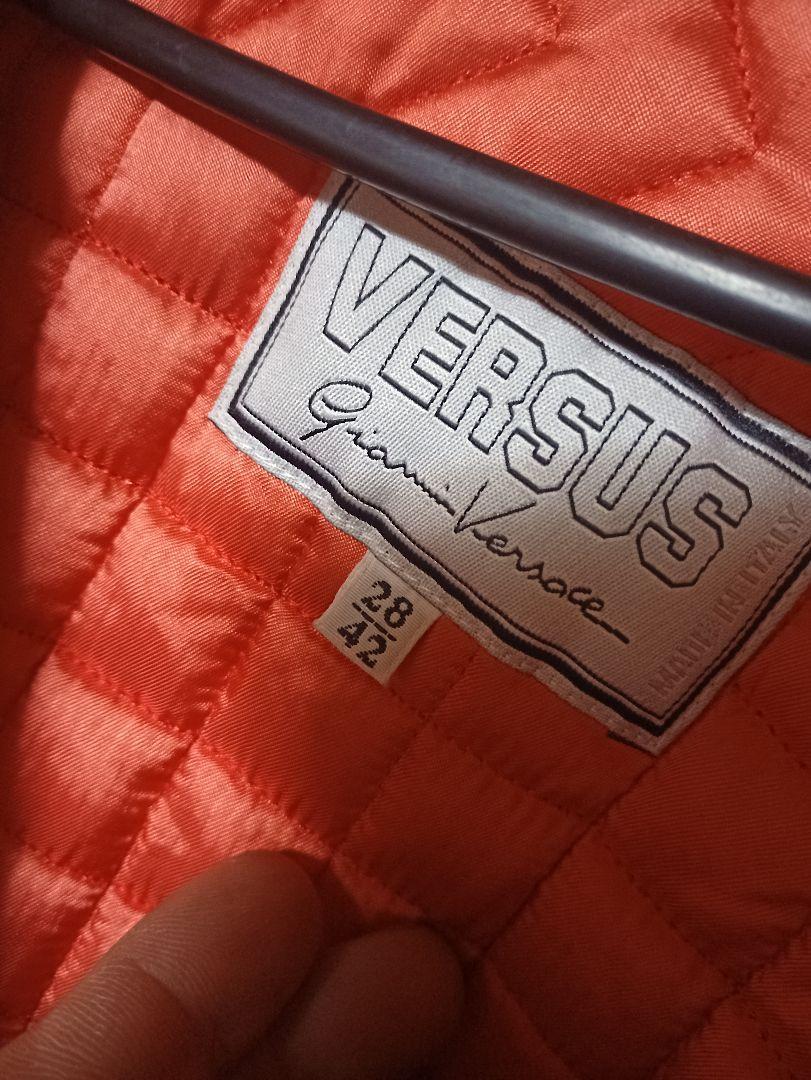 VERSUS
Gianni Versace
MADE IN ITALY
28
42